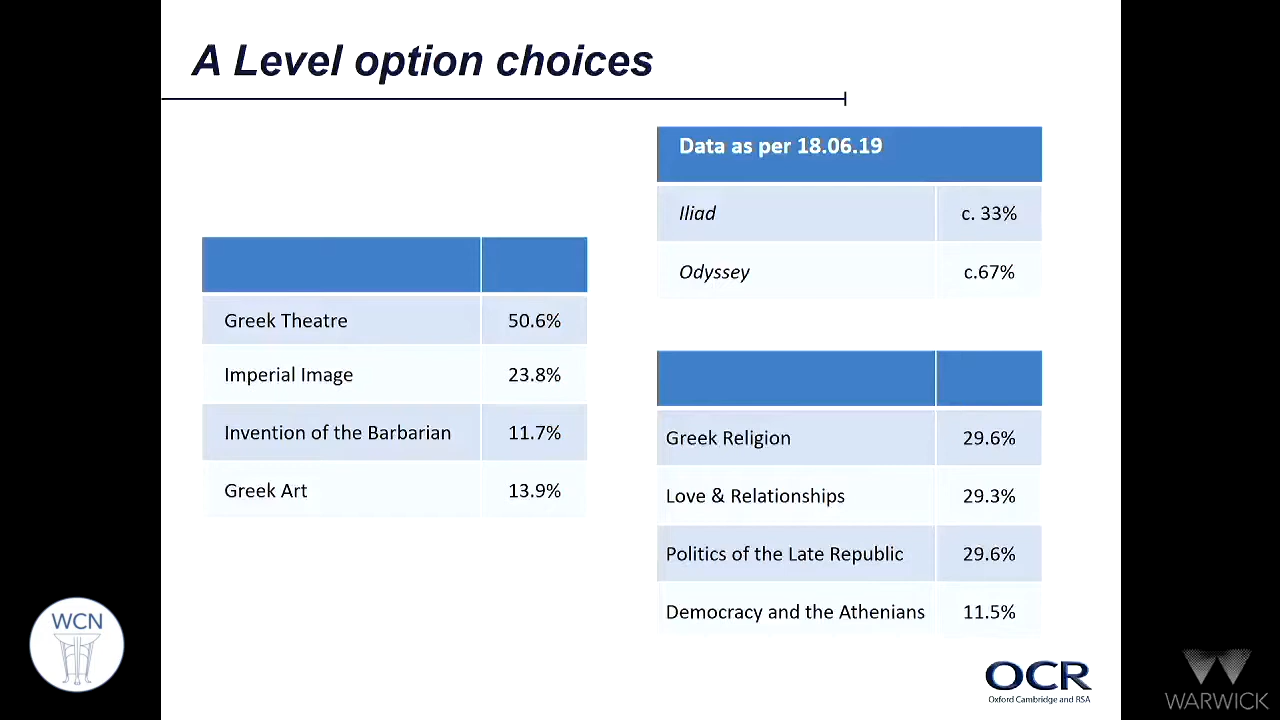 A Level option choices
Data as per 18.06.19
Iliad c. 33%
Odyssey c.67%
Greek Theatre 50.6%
Imperial Image 23.8%
Invention of the Barbarian 11.7%
Greek Art 13.9%
Greek Religion 29.6%
Love & Relationships 29.3%
Politics of the Late Republic 29.6%
Democracy and the Athenians 11.5%
WCN
OCR
Oxford Cambridge and RSA
WARWICK